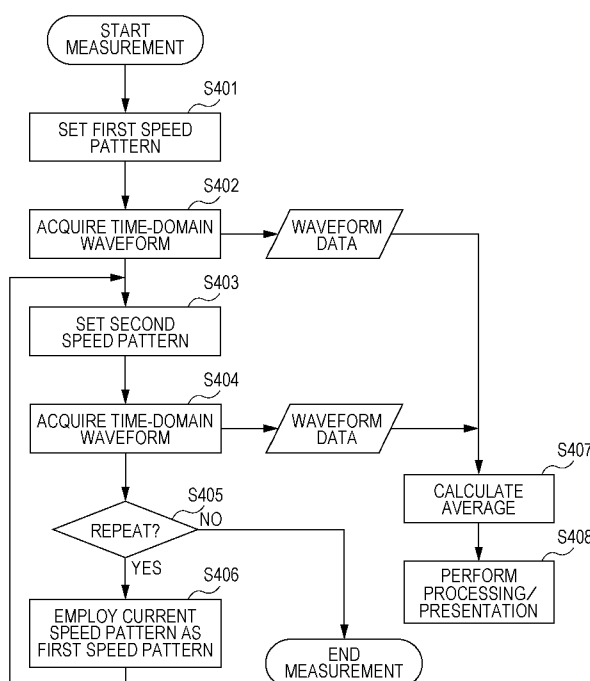 START
MEASUREMENT
S401
SET FIRST SPEED
PATTERN
S402
ACQUIRE TIME-DOMAIN
WAVEFORM
WAVEFORM
DATA
S403
SET SECOND
SPEED PATTERN
S404
ACQUIRE TIME-DOMAIN
WAVEFORM
WAVEFORM
DATA
S407
CALCULATE
AVERAGE
S405
REPEAT?
NO
YES
S408
PERFORM
PROCESSING/
PRESENTATION
S406
EMPLOY CURRENT
SPEED PATTERN AS
FIRST SPEED PATTERN
END
MEASUREMENT